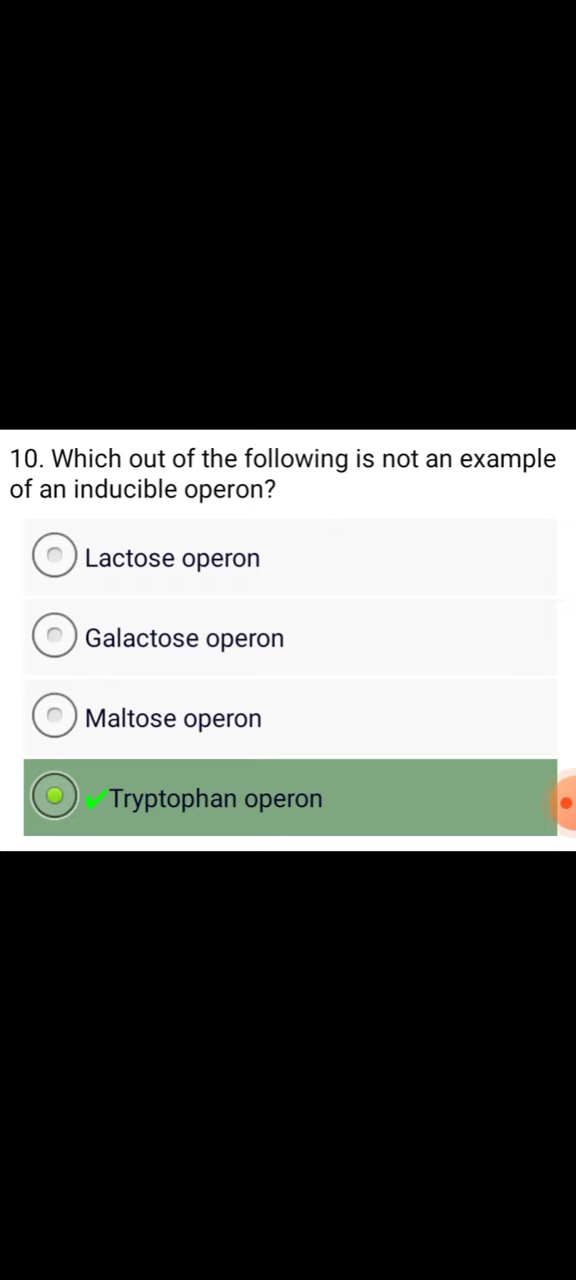 10. Which out of the following is not an example
of an inducible operon?
Lactose operon
Galactose operon
Maltose operon
✔Tryptophan operon